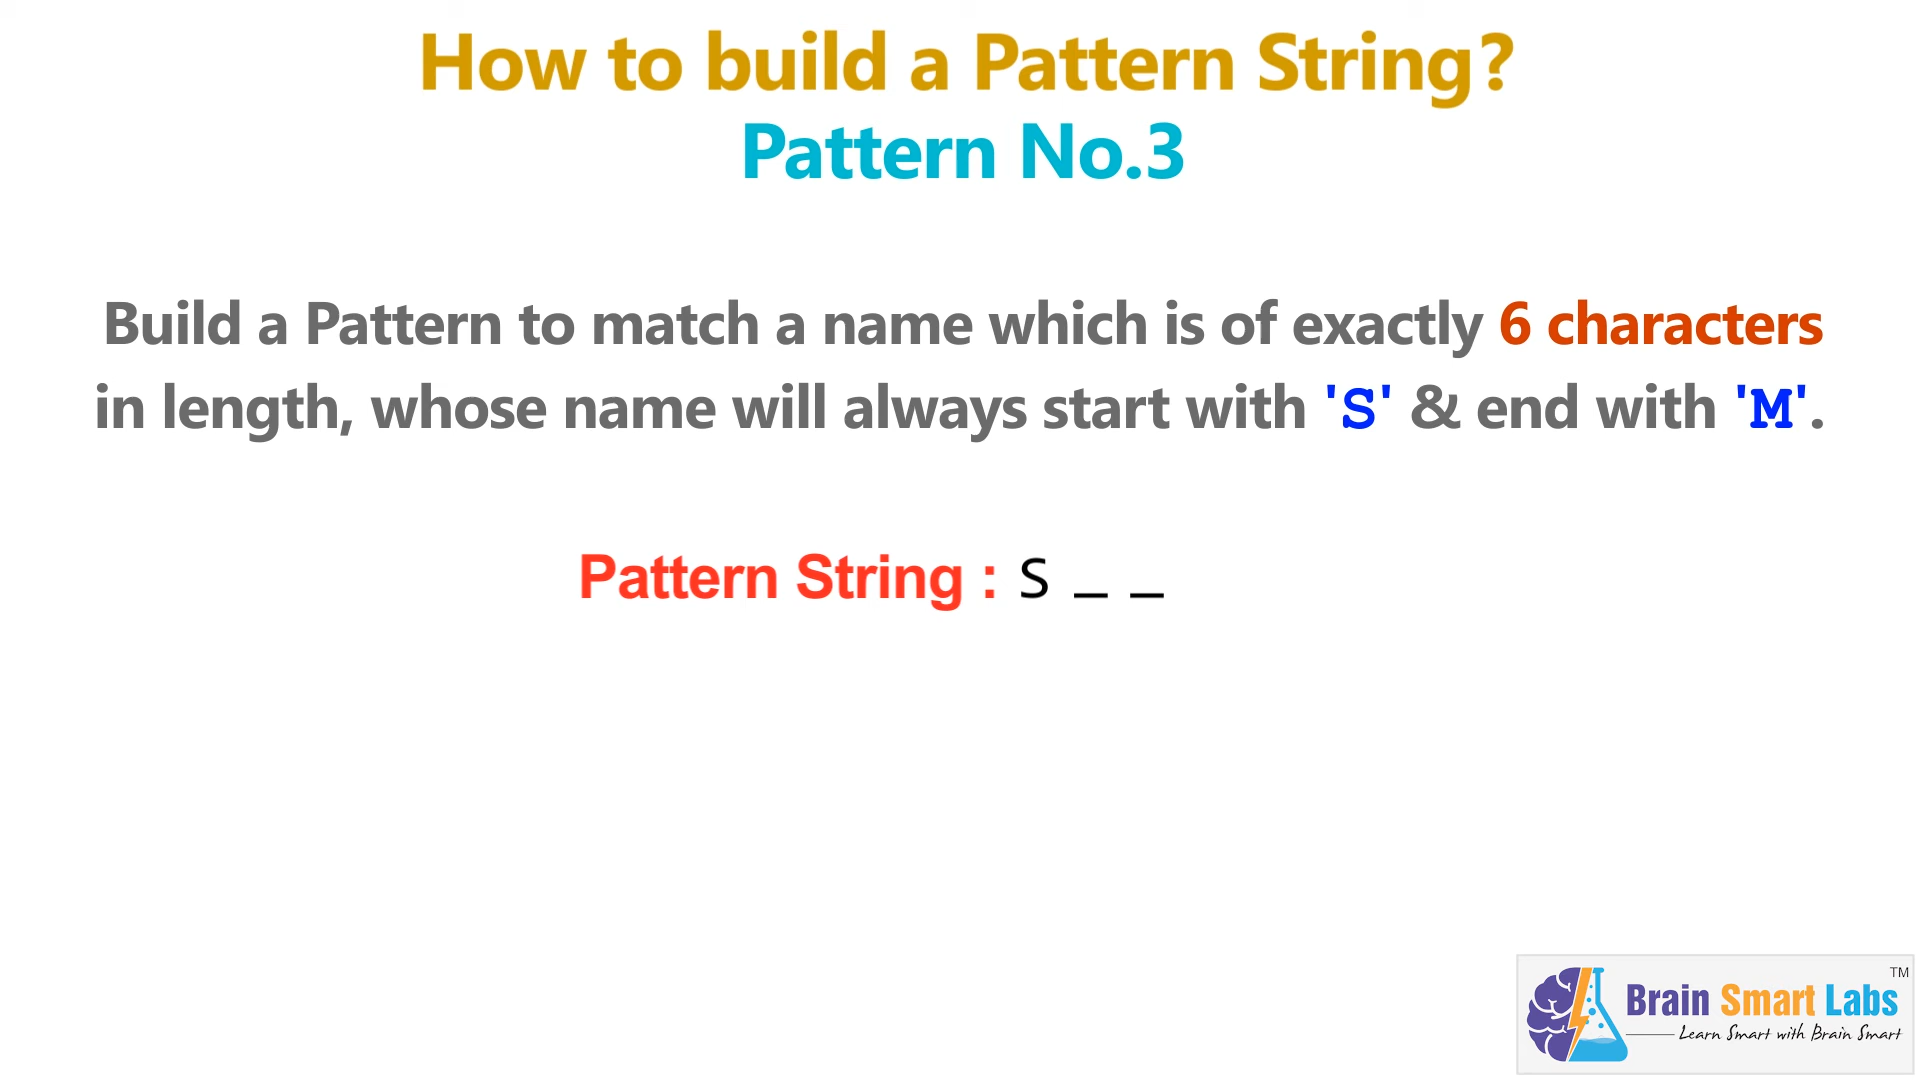 How to build a Pattern String?
Pattern No.3
Build a Pattern to match a name which is of exactly 6 characters
in length, whose name will always start with 'S' & end with 'M'.
Pattern String : S _ _
TM
Brain Smart Labs
Learn Smart with Brain Smart